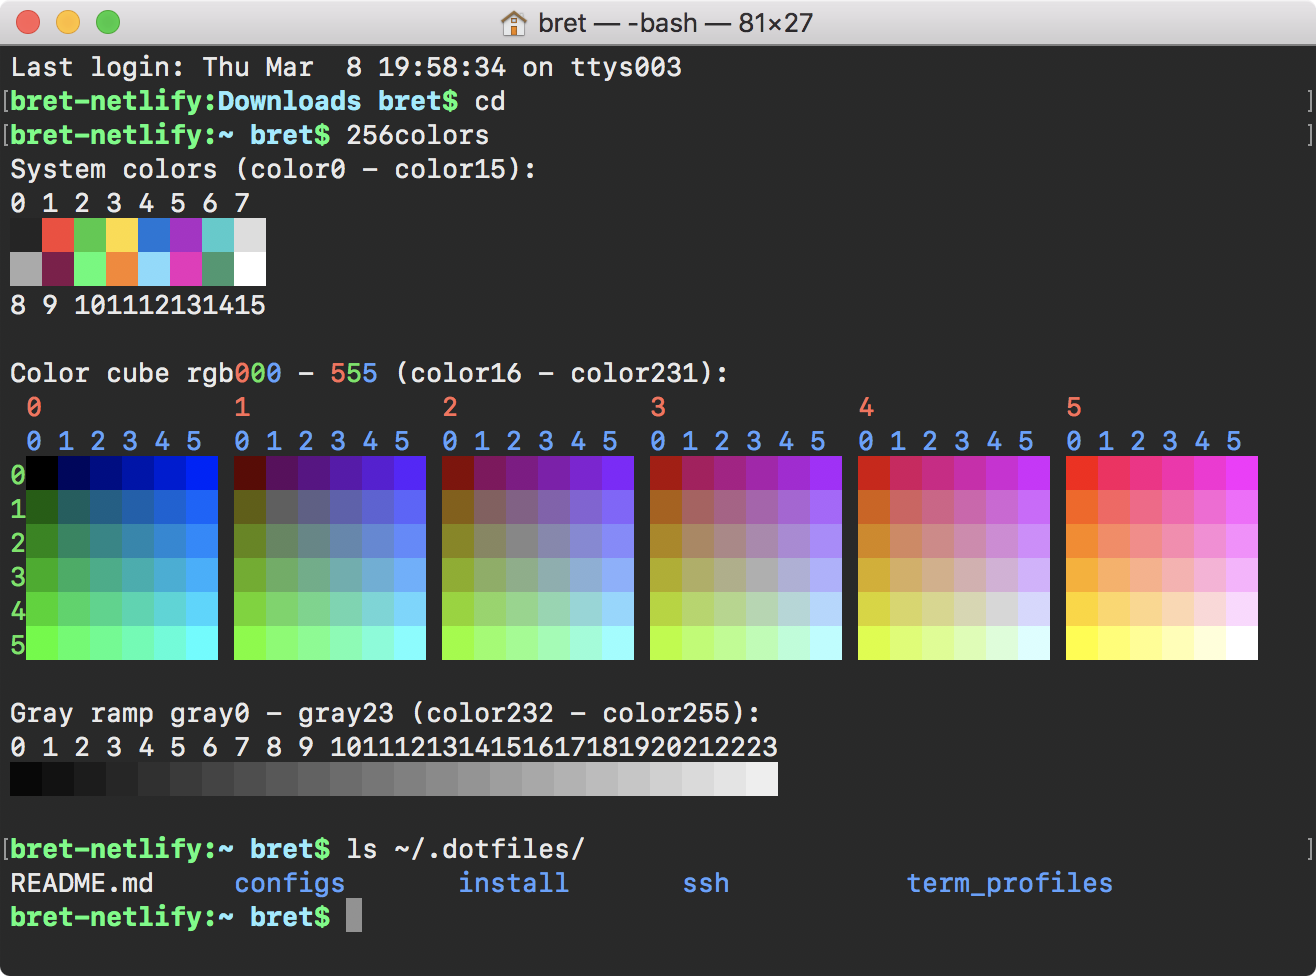 bret — -bash — 81×27
Last login: Thu Mar  8 19:58:34 on ttys003
[bret-netlify:Downloads bret$ cd ]
[bret-netlify:~ bret$ 256colors ]
System colors (color0 - color15):
0 1 2 3 4 5 6 7
8 9 101112131415
Color cube rgb000 - 555 (color16 - color231):
0 1 2 3 4 5
0 1 2 3 4 5 0 1 2 3 4 5 0 1 2 3 4 5 0 1 2 3 4 5 0 1 2 3 4 5 0 1 2 3 4 5
0
1
2
3
4
5
Gray ramp gray0 - gray23 (color232 - color255):
0 1 2 3 4 5 6 7 8 9 1011121314151617181920212223
[bret-netlify:~ bret$ ls ~/.dotfiles/ ]
README.md configs install ssh term_profiles
bret-netlify:~ bret$